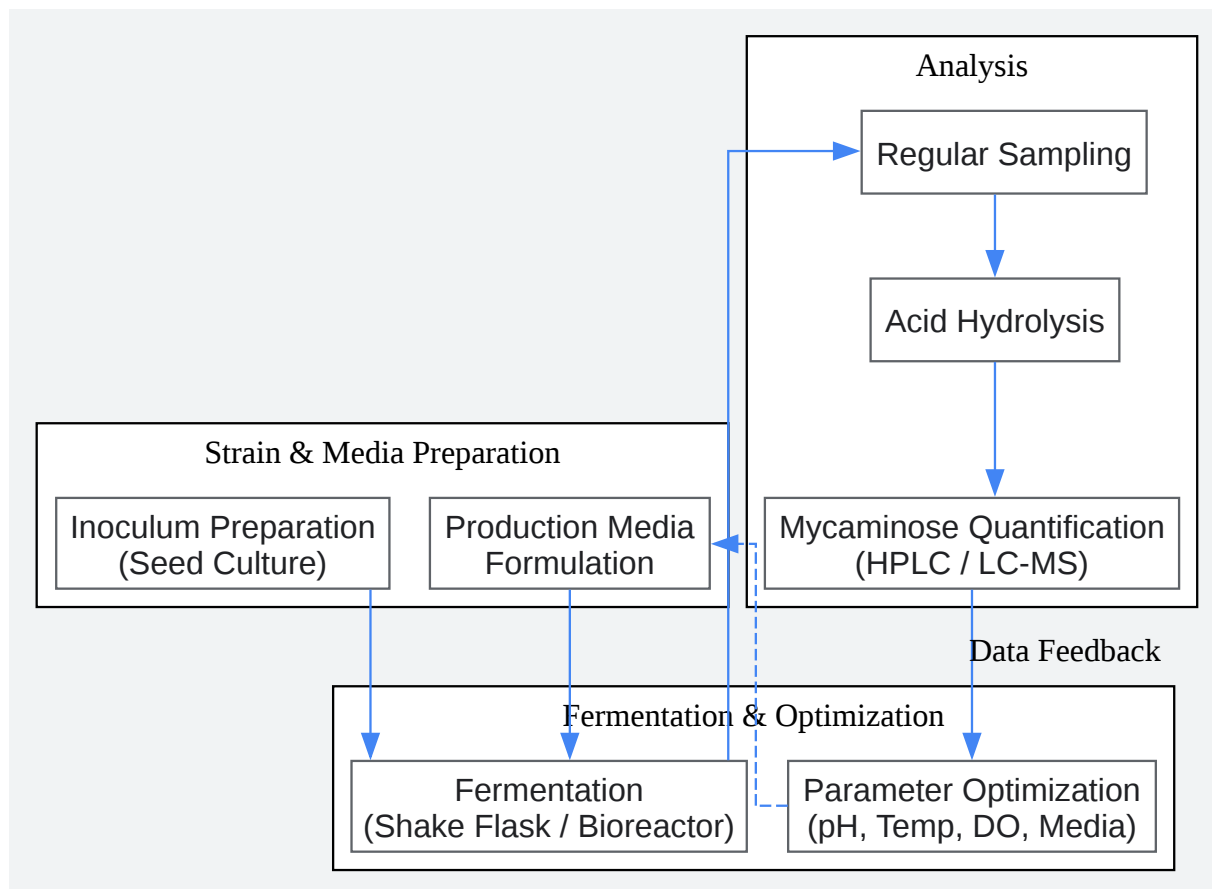 Analysis
Regular Sampling
Acid Hydrolysis
Strain & Media Preparation
Inoculum Preparation
(Seed Culture)
Production Media
Formulation
Mycaminose Quantification
(HPLC / LC-MS)
Data Feedback
Fermentation & Optimization
Fermentation
(Shake Flask / Bioreactor)
Parameter Optimization
(pH, Temp, DO, Media)